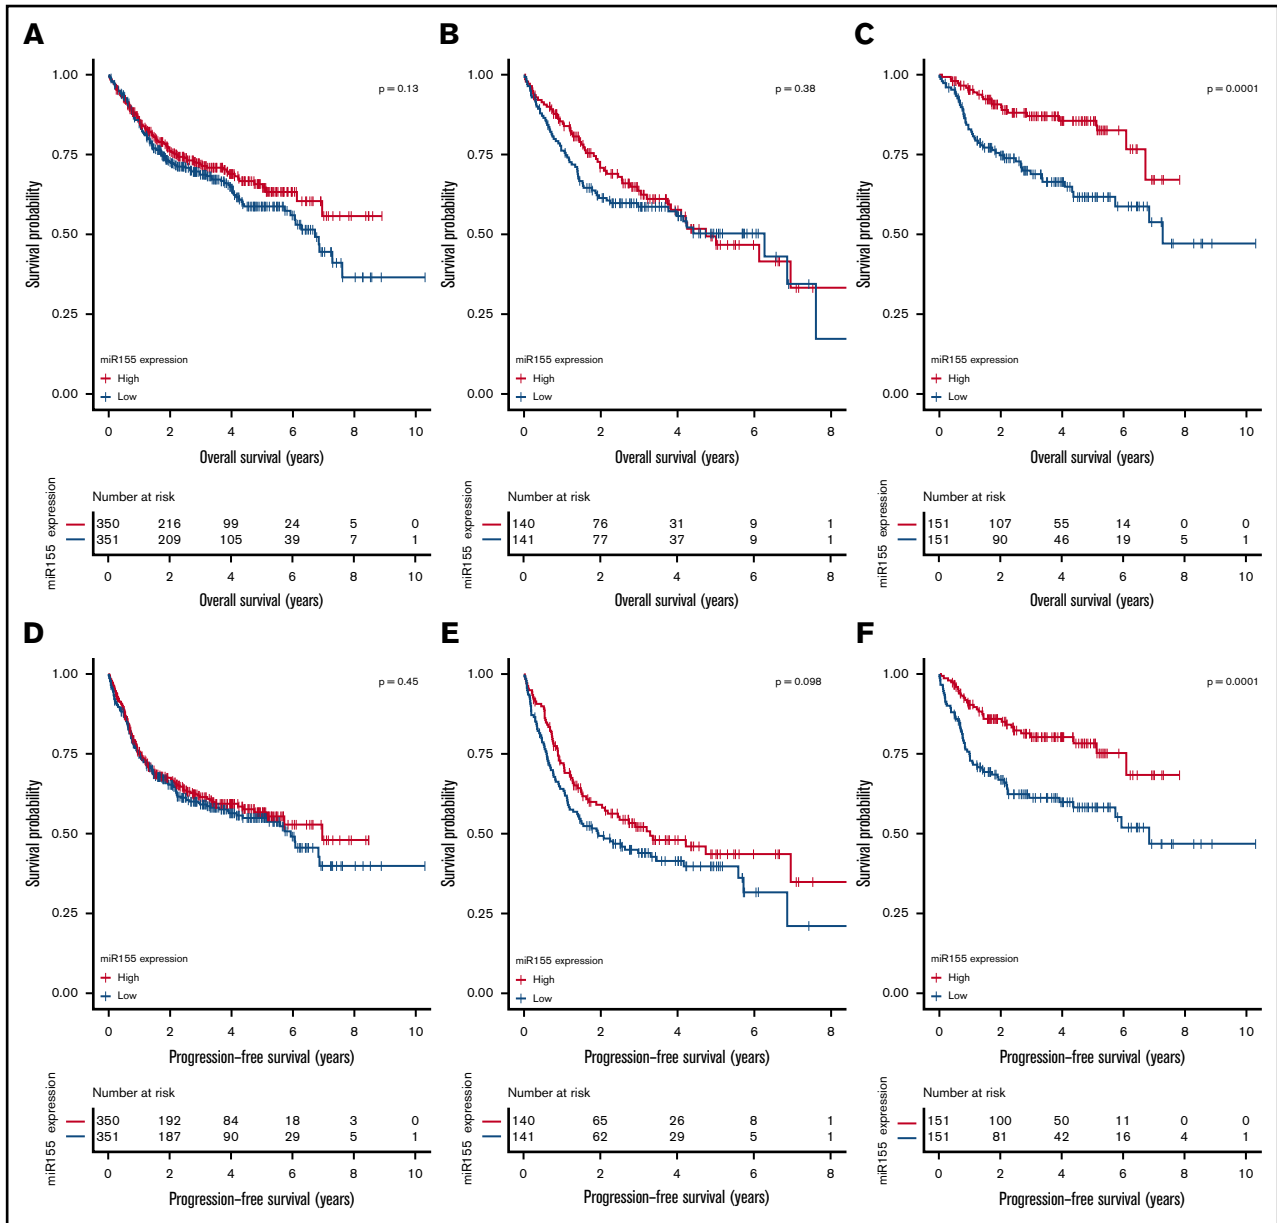 A
1.00
0.75
0.50
0.25
0.00
Survival probability
p = 0.13
miR155 expression
High
Low
0 2 4 6 8 10
Overall survival (years)
Number at risk
miR155 expression
350 216 99 24 5 0
351 209 105 39 7 1
0 2 4 6 8 10
Overall survival (years)
B
1.00
0.75
0.50
0.25
0.00
Survival probability
p = 0.38
miR155 expression
High
Low
0 2 4 6 8
Overall survival (years)
Number at risk
miR155 expression
140 76 31 9 1
141 77 37 9 1
0 2 4 6 8
Overall survival (years)
C
1.00
0.75
0.50
0.25
0.00
Survival probability
p = 0.0001
miR155 expression
High
Low
0 2 4 6 8 10
Overall survival (years)
Number at risk
miR155 expression
151 107 55 14 0 0
151 90 46 19 5 1
0 2 4 6 8 10
Overall survival (years)
D
1.00
0.75
0.50
0.25
0.00
Survival probability
p = 0.45
miR155 expression
High
Low
0 2 4 6 8 10
Progression–free survival (years)
Number at risk
miR155 expression
350 192 84 18 3 0
351 187 90 29 5 1
0 2 4 6 8 10
Progression–free survival (years)
E
1.00
0.75
0.50
0.25
0.00
Survival probability
p = 0.098
miR155 expression
High
Low
0 2 4 6 8
Progression–free survival (years)
Number at risk
miR155 expression
140 65 26 8 1
141 62 29 5 1
0 2 4 6 8
Progression–free survival (years)
F
1.00
0.75
0.50
0.25
0.00
Survival probability
p = 0.0001
miR155 expression
High
Low
0 2 4 6 8 10
Progression–free survival (years)
Number at risk
miR155 expression
151 100 50 11 0 0
151 81 42 16 4 1
0 2 4 6 8 10
Progression–free survival (years)